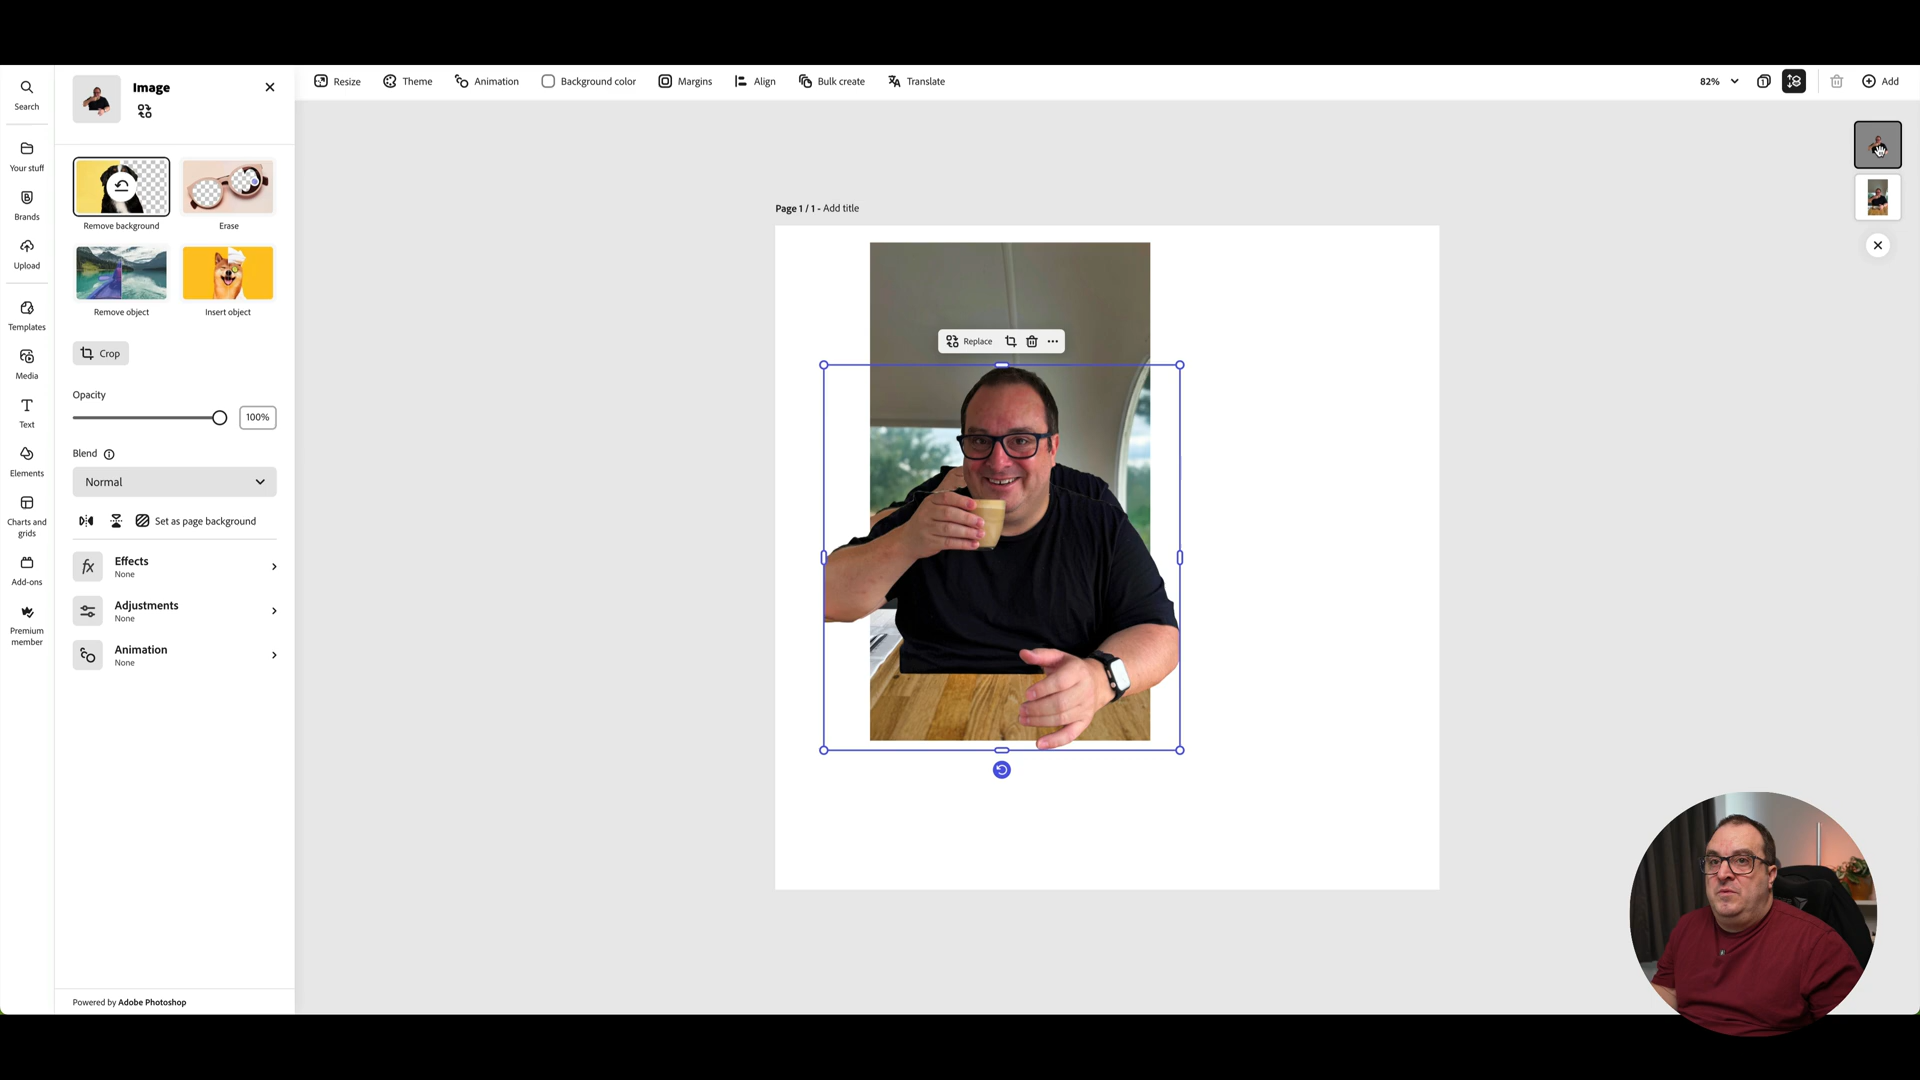 Search
Your stuff
Brands
Upload
Templates
Media
Text
Elements
Charts and
grids
Add-ons
Premium
member
Image
Remove background
Erase
Remove object
Insert object
Crop
Opacity
100%
Blend
Normal
Set as page background
fx
Effects
None
Adjustments
None
Animation
None
Powered by Adobe Photoshop
Resize
Theme
Animation
Background color
Margins
Align
Bulk create
Translate
82%
Add
Page 1 / 1 - Add title
Replace